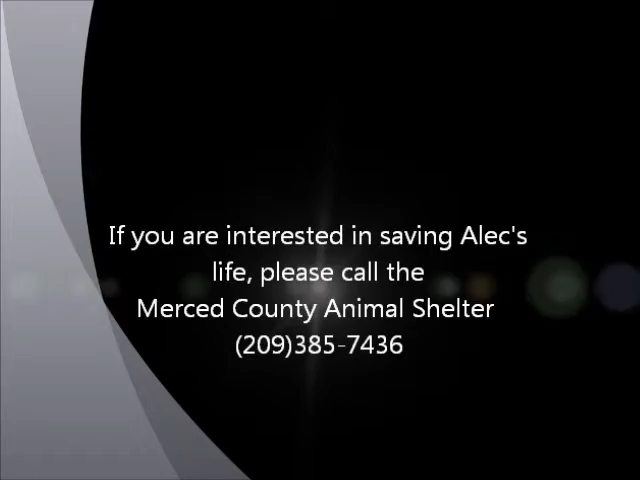 If you are interested in saving Alec's
life, please call the
Merced County Animal Shelter
(209)385-7436